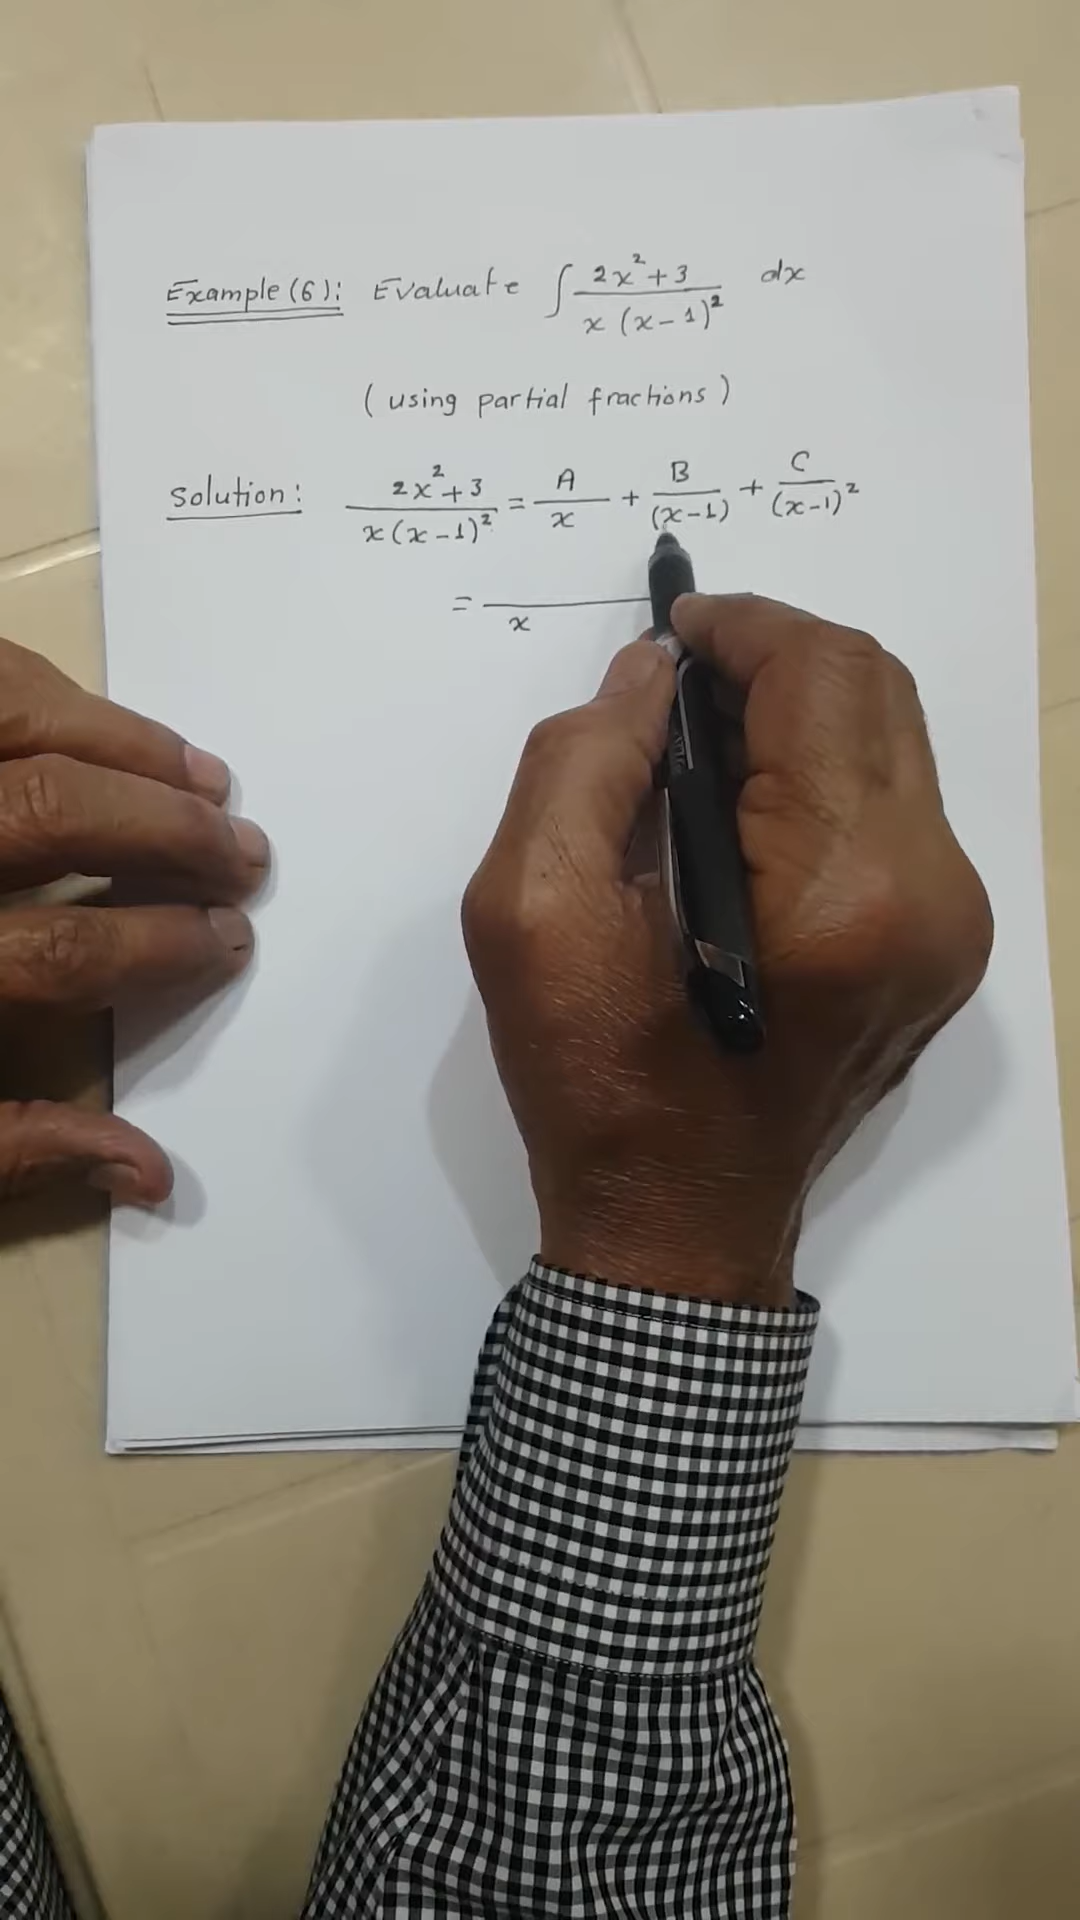 Example (6): Evaluate ∫ (2x² + 3) / (x (x - 1)²) dx
( using partial fractions )
Solution: (2x² + 3) / (x (x - 1)²) = A / x + B / (x - 1) + C / (x - 1)²
= / x